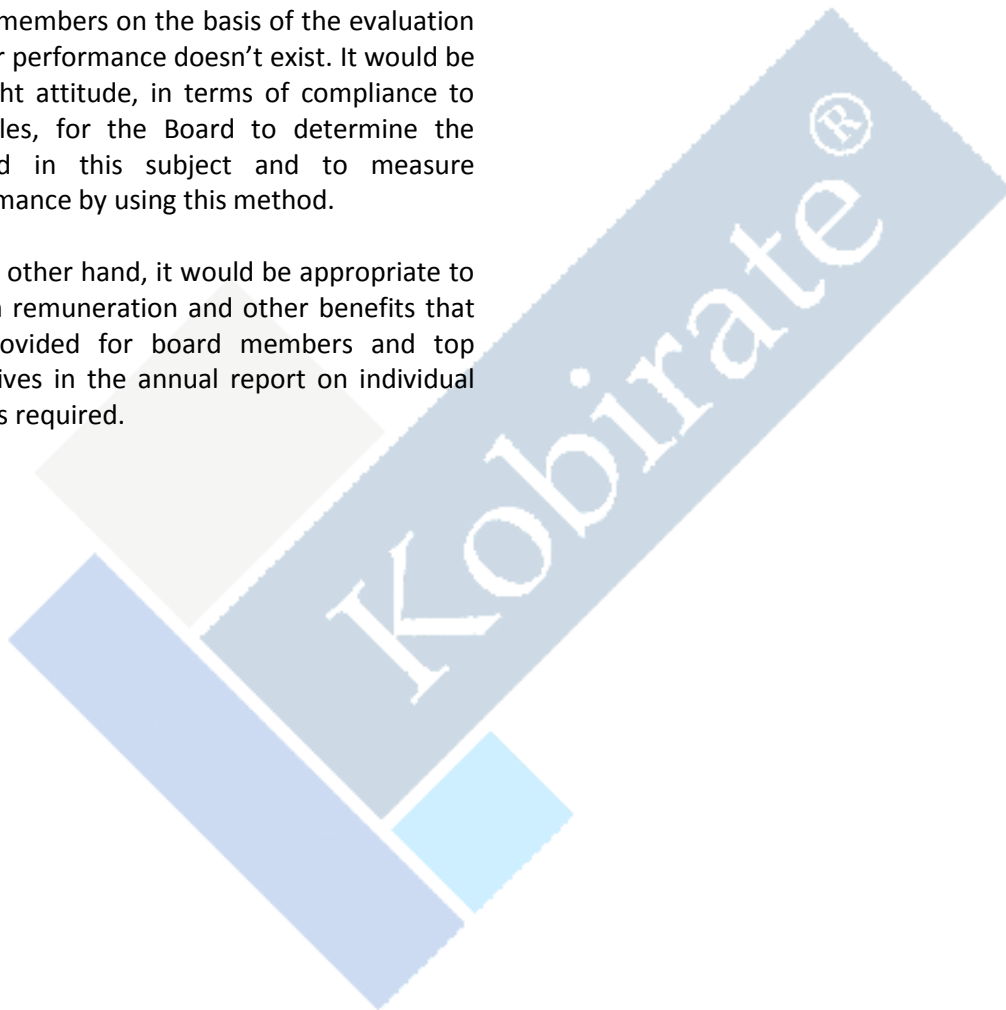 members on the basis of the evaluation
r performance doesn’t exist. It would be
ht attitude, in terms of compliance to
les, for the Board to determine the
d in this subject and to measure
mance by using this method.
other hand, it would be appropriate to
n remuneration and other benefits that
ovided for board members and top
ives in the annual report on individual
s required.
Kobirate®